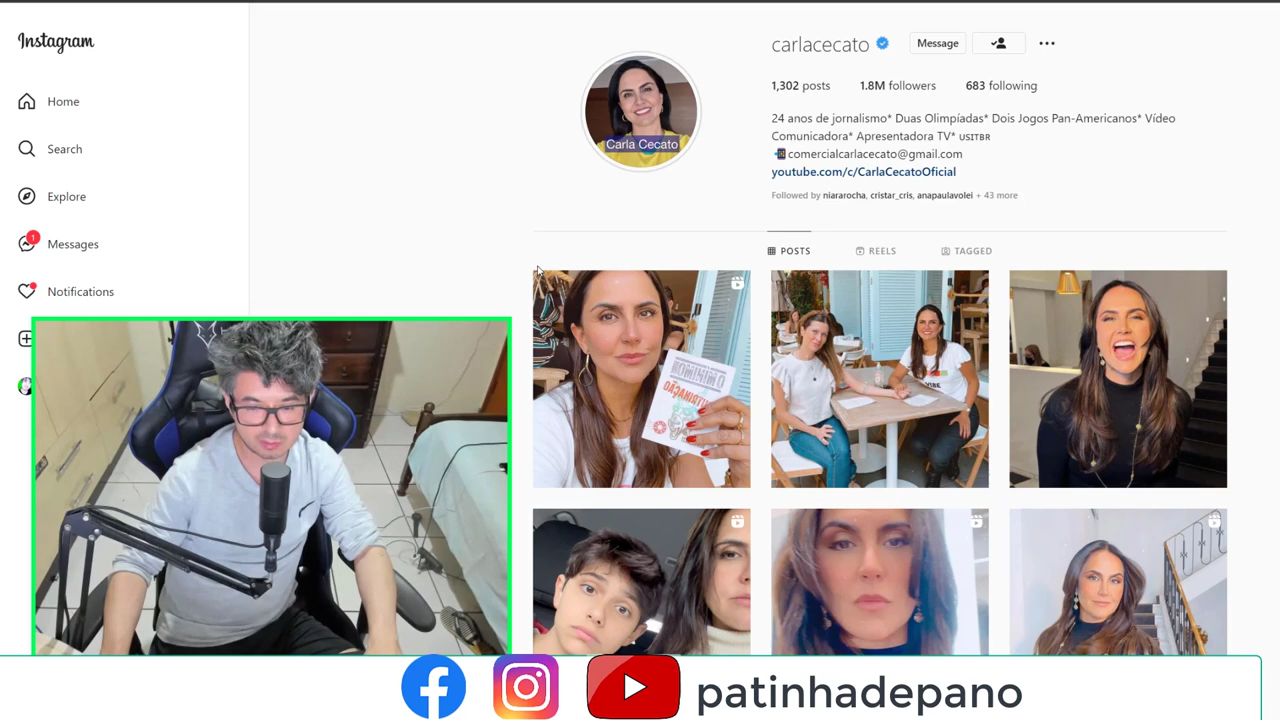 Instagram
Home
Search
Explore
1
Messages
Notifications
carlacecato
Message
1,302 posts 1.8M followers 683 following
24 anos de jornalismo* Duas Olimpíadas* Dois Jogos Pan-Americanos* Vídeo
Comunicadora* Apresentadora TV* USITBR
comercialcarlacecato@gmail.com
youtube.com/c/CarlaCecatoOficial
Followed by niararocha, cristar_cris, anapaulavolei + 43 more
Carla Cecato
POSTS REELS TAGGED
patinhadepano